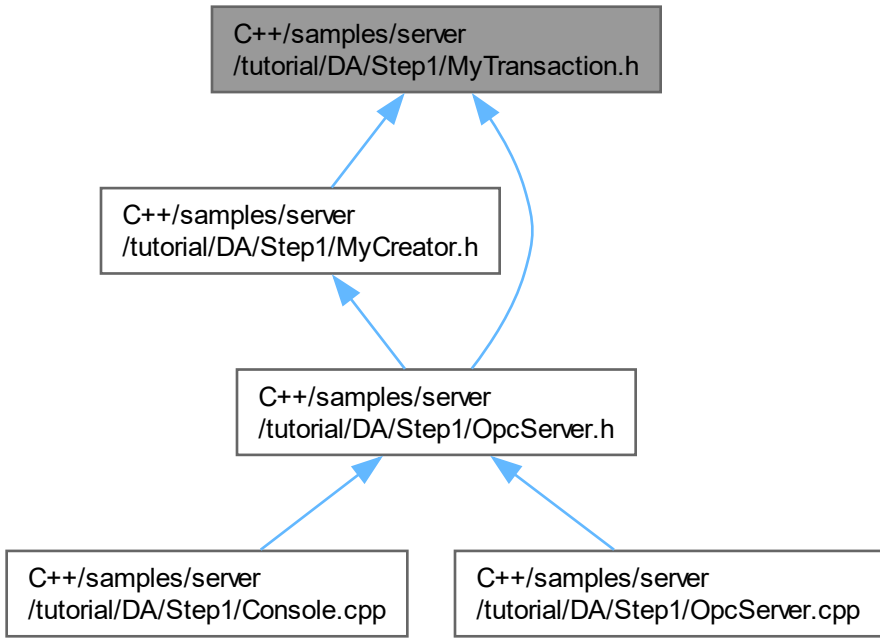 C++/samples/server
/tutorial/DA/Step1/MyTransaction.h
C++/samples/server
/tutorial/DA/Step1/MyCreator.h
C++/samples/server
/tutorial/DA/Step1/OpcServer.h
C++/samples/server
/tutorial/DA/Step1/Console.cpp
C++/samples/server
/tutorial/DA/Step1/OpcServer.cpp